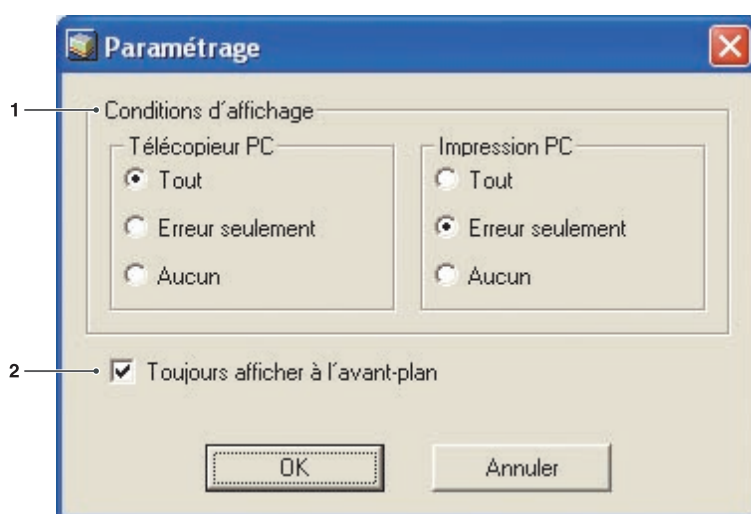 Paramétrage
1
Conditions d'affichage
Télécopieur PC
Impression PC
Tout
Tout
Erreur seulement
Erreur seulement
Aucun
Aucun
2
Toujours afficher à l'avant-plan
OK
Annuler